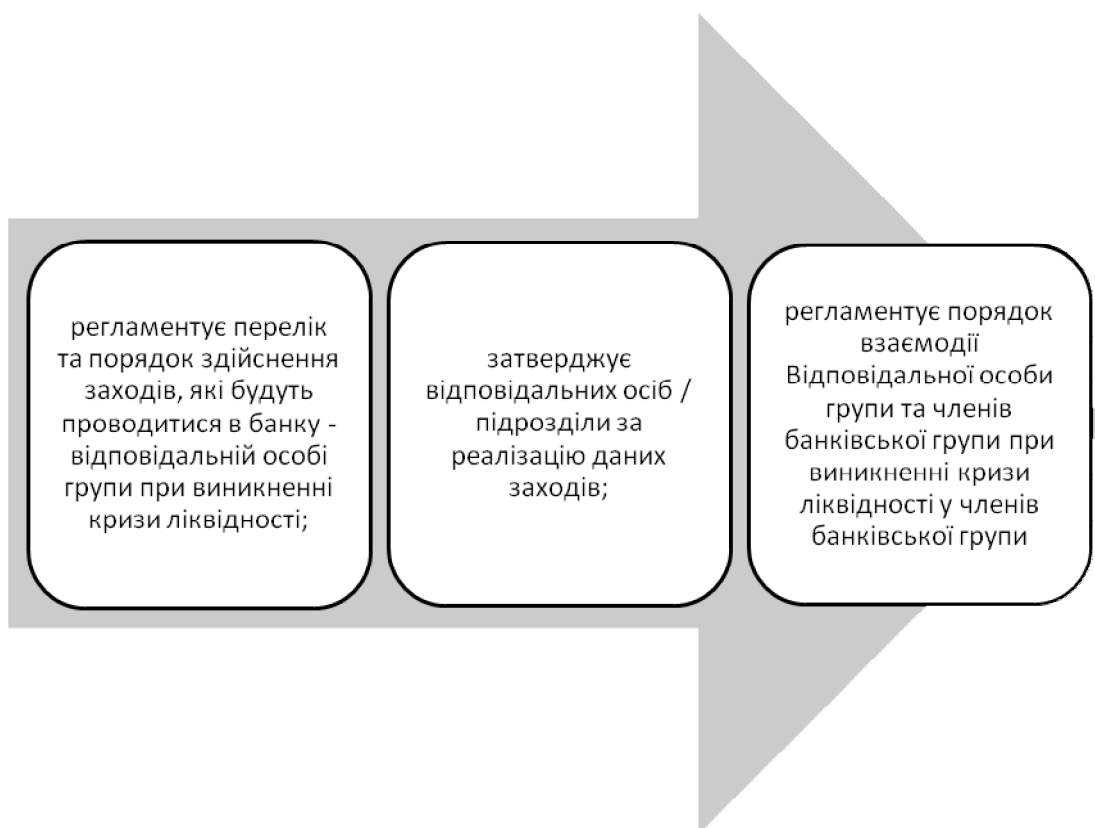 регламентує перелік
та порядок здійснення
заходів, які будуть
проводитися в банку -
відповідальній особі
групи при виникненні
кризи ліквідності;
затверджує
відповідальних осіб /
підрозділи за
реалізацію даних
заходів;
регламентує порядок
взаємодії
Відповідальної особи
групи та членів
банківської групи при
виникненні кризи
ліквідності у членів
банківської групи